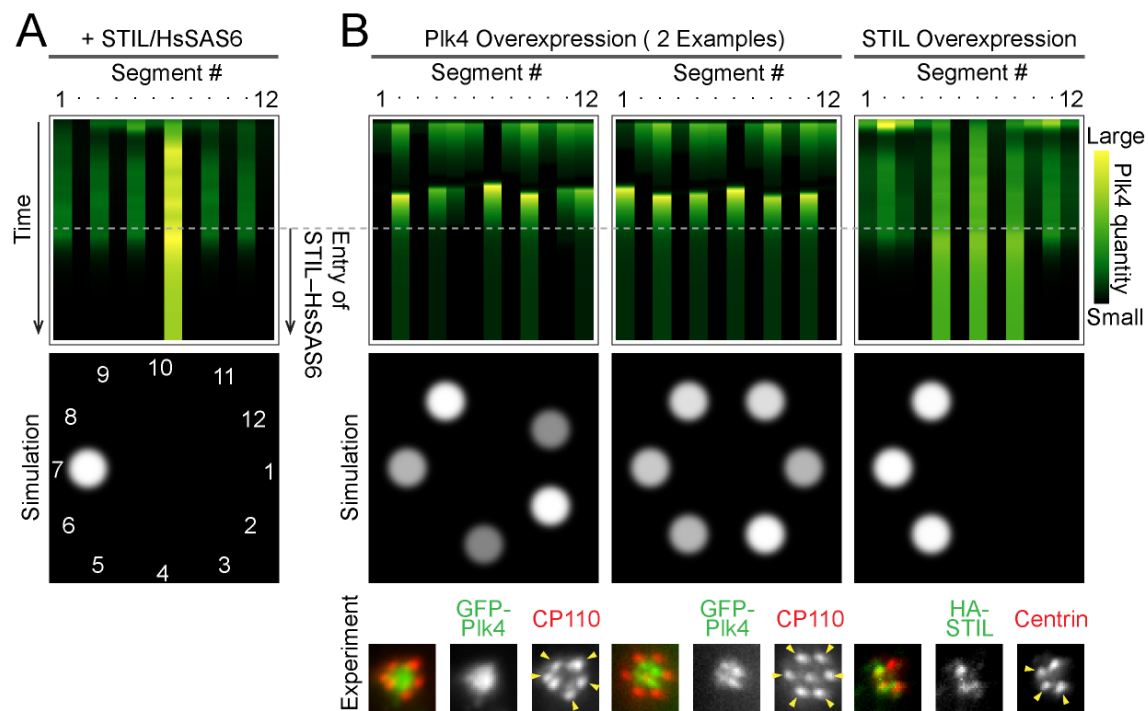 A
+ STIL/HsSAS6
Segment #
1 · · · · · · · · · · 12
Time
Entry of
STIL–HsSAS6
Simulation
10
9
11
8
12
7
1
6
2
5
3
4
B
Plk4 Overexpression ( 2 Examples)
STIL Overexpression
Segment #
Segment #
Segment #
1 · · · · · · · · · · 12
1 · · · · · · · · · · 12
1 · · · · · · · · · · 12
Large
Plk4 quantity
Small
Simulation
Experiment
GFP-
Plk4
CP110
GFP-
Plk4
CP110
HA-
STIL
Centrin